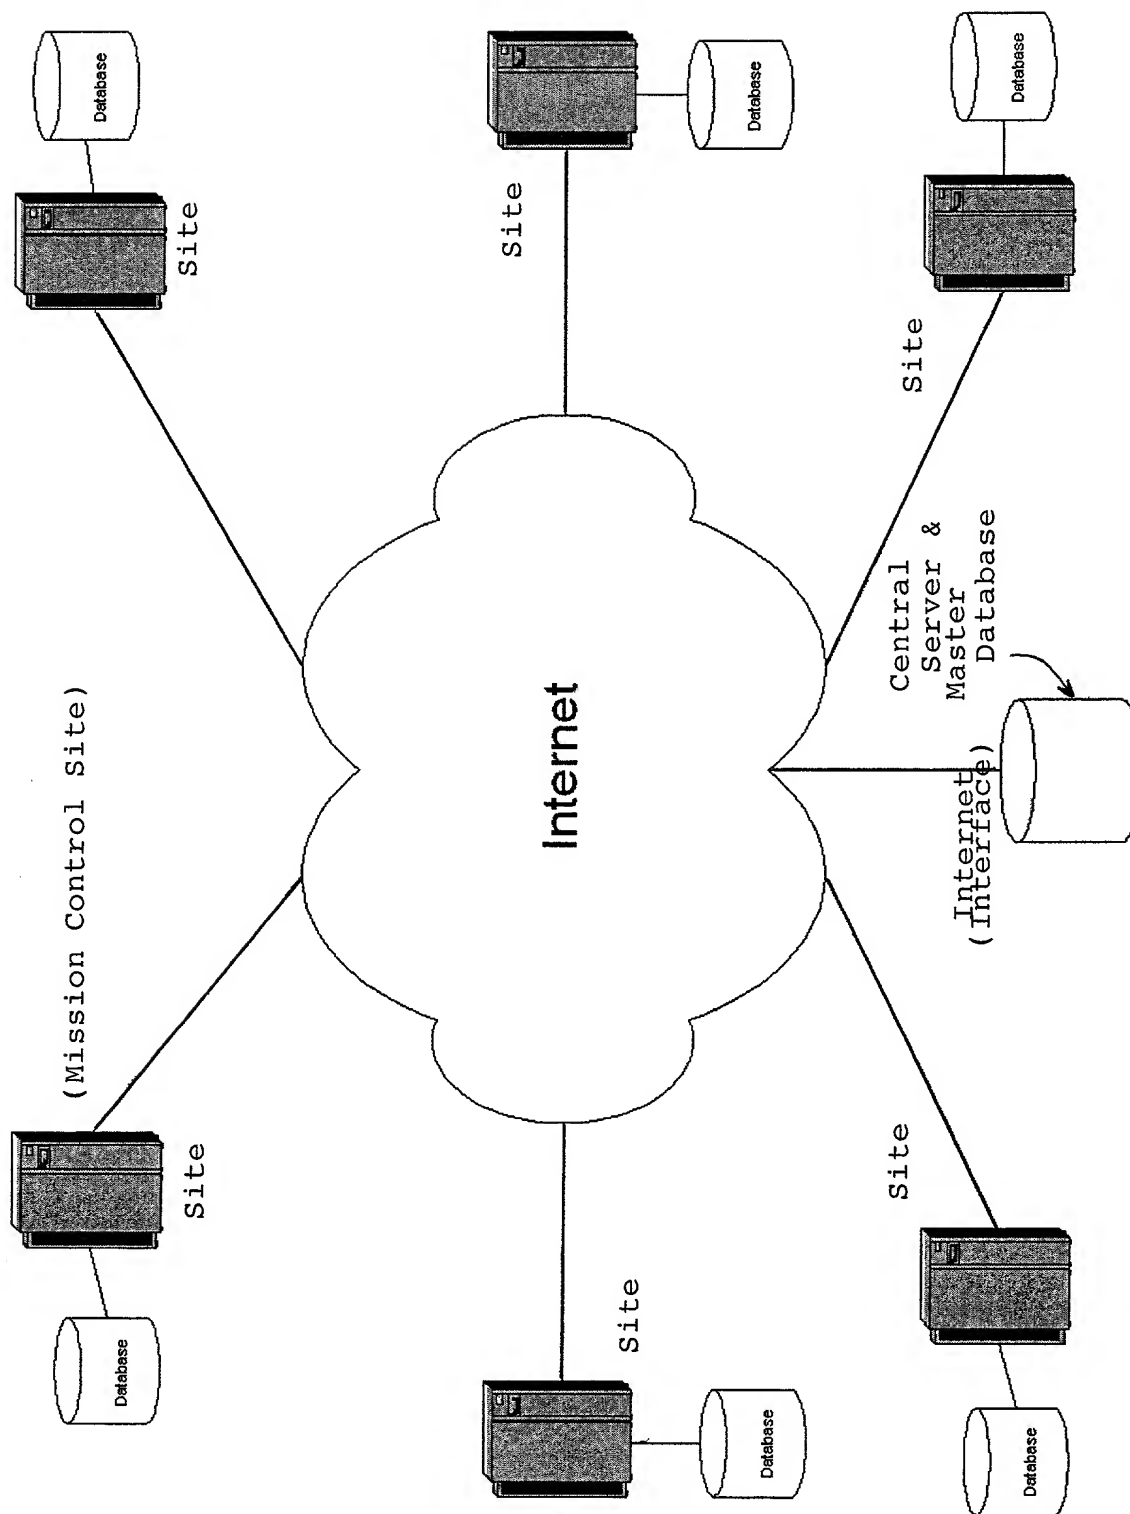 Database
Site
(Mission Control Site)
Site
Database
Database
Site
Internet
Site
Database
Database
Site
Central
Server &
Master
Database
Internet
(Interface)
Site
Database